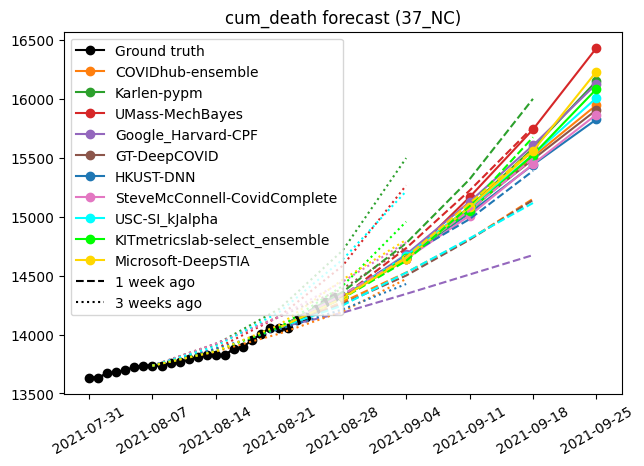 cum_death forecast (37_NC)
16500
16000
15500
15000
14500
14000
13500
Ground truth
COVIDhub-ensemble
Karlen-pypm
UMass-MechBayes
Google_Harvard-CPF
GT-DeepCOVID
HKUST-DNN
SteveMcConnell-CovidComplete
USC-SI_kJalpha
KITmetricslab-select_ensemble
Microsoft-DeepSTIA
1 week ago
3 weeks ago
2021-07-31
2021-08-07
2021-08-14
2021-08-21
2021-08-28
2021-09-04
2021-09-11
2021-09-18
2021-09-25